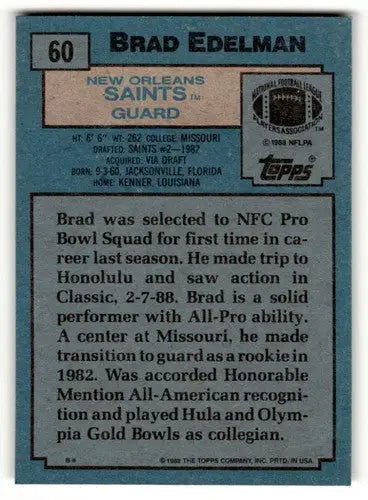 60
BRAD EDELMAN
NEW ORLEANS
SAINTS TM
GUARD
NATIONAL FOOTBALL LEAGUE
PLAYERS ASSOCIATION
© 1988 NFLPA
Topps®
HT: 6' 6" WT: 262 COLLEGE: MISSOURI
DRAFTED: SAINTS #2—1982
ACQUIRED: VIA DRAFT
BORN: 9-3-60, JACKSONVILLE, FLORIDA
HOME: KENNER, LOUISIANA
Brad was selected to NFC Pro
Bowl Squad for first time in ca-
reer last season. He made trip to
Honolulu and saw action in
Classic, 2-7-88. Brad is a solid
performer with All-Pro ability.
A center at Missouri, he made
transition to guard as a rookie in
1982. Was accorded Honorable
Mention All-American recogni-
tion and played Hula and Olym-
pia Gold Bowls as collegian.
B* © 1988 THE TOPPS COMPANY, INC. PRTD. IN U.S.A.